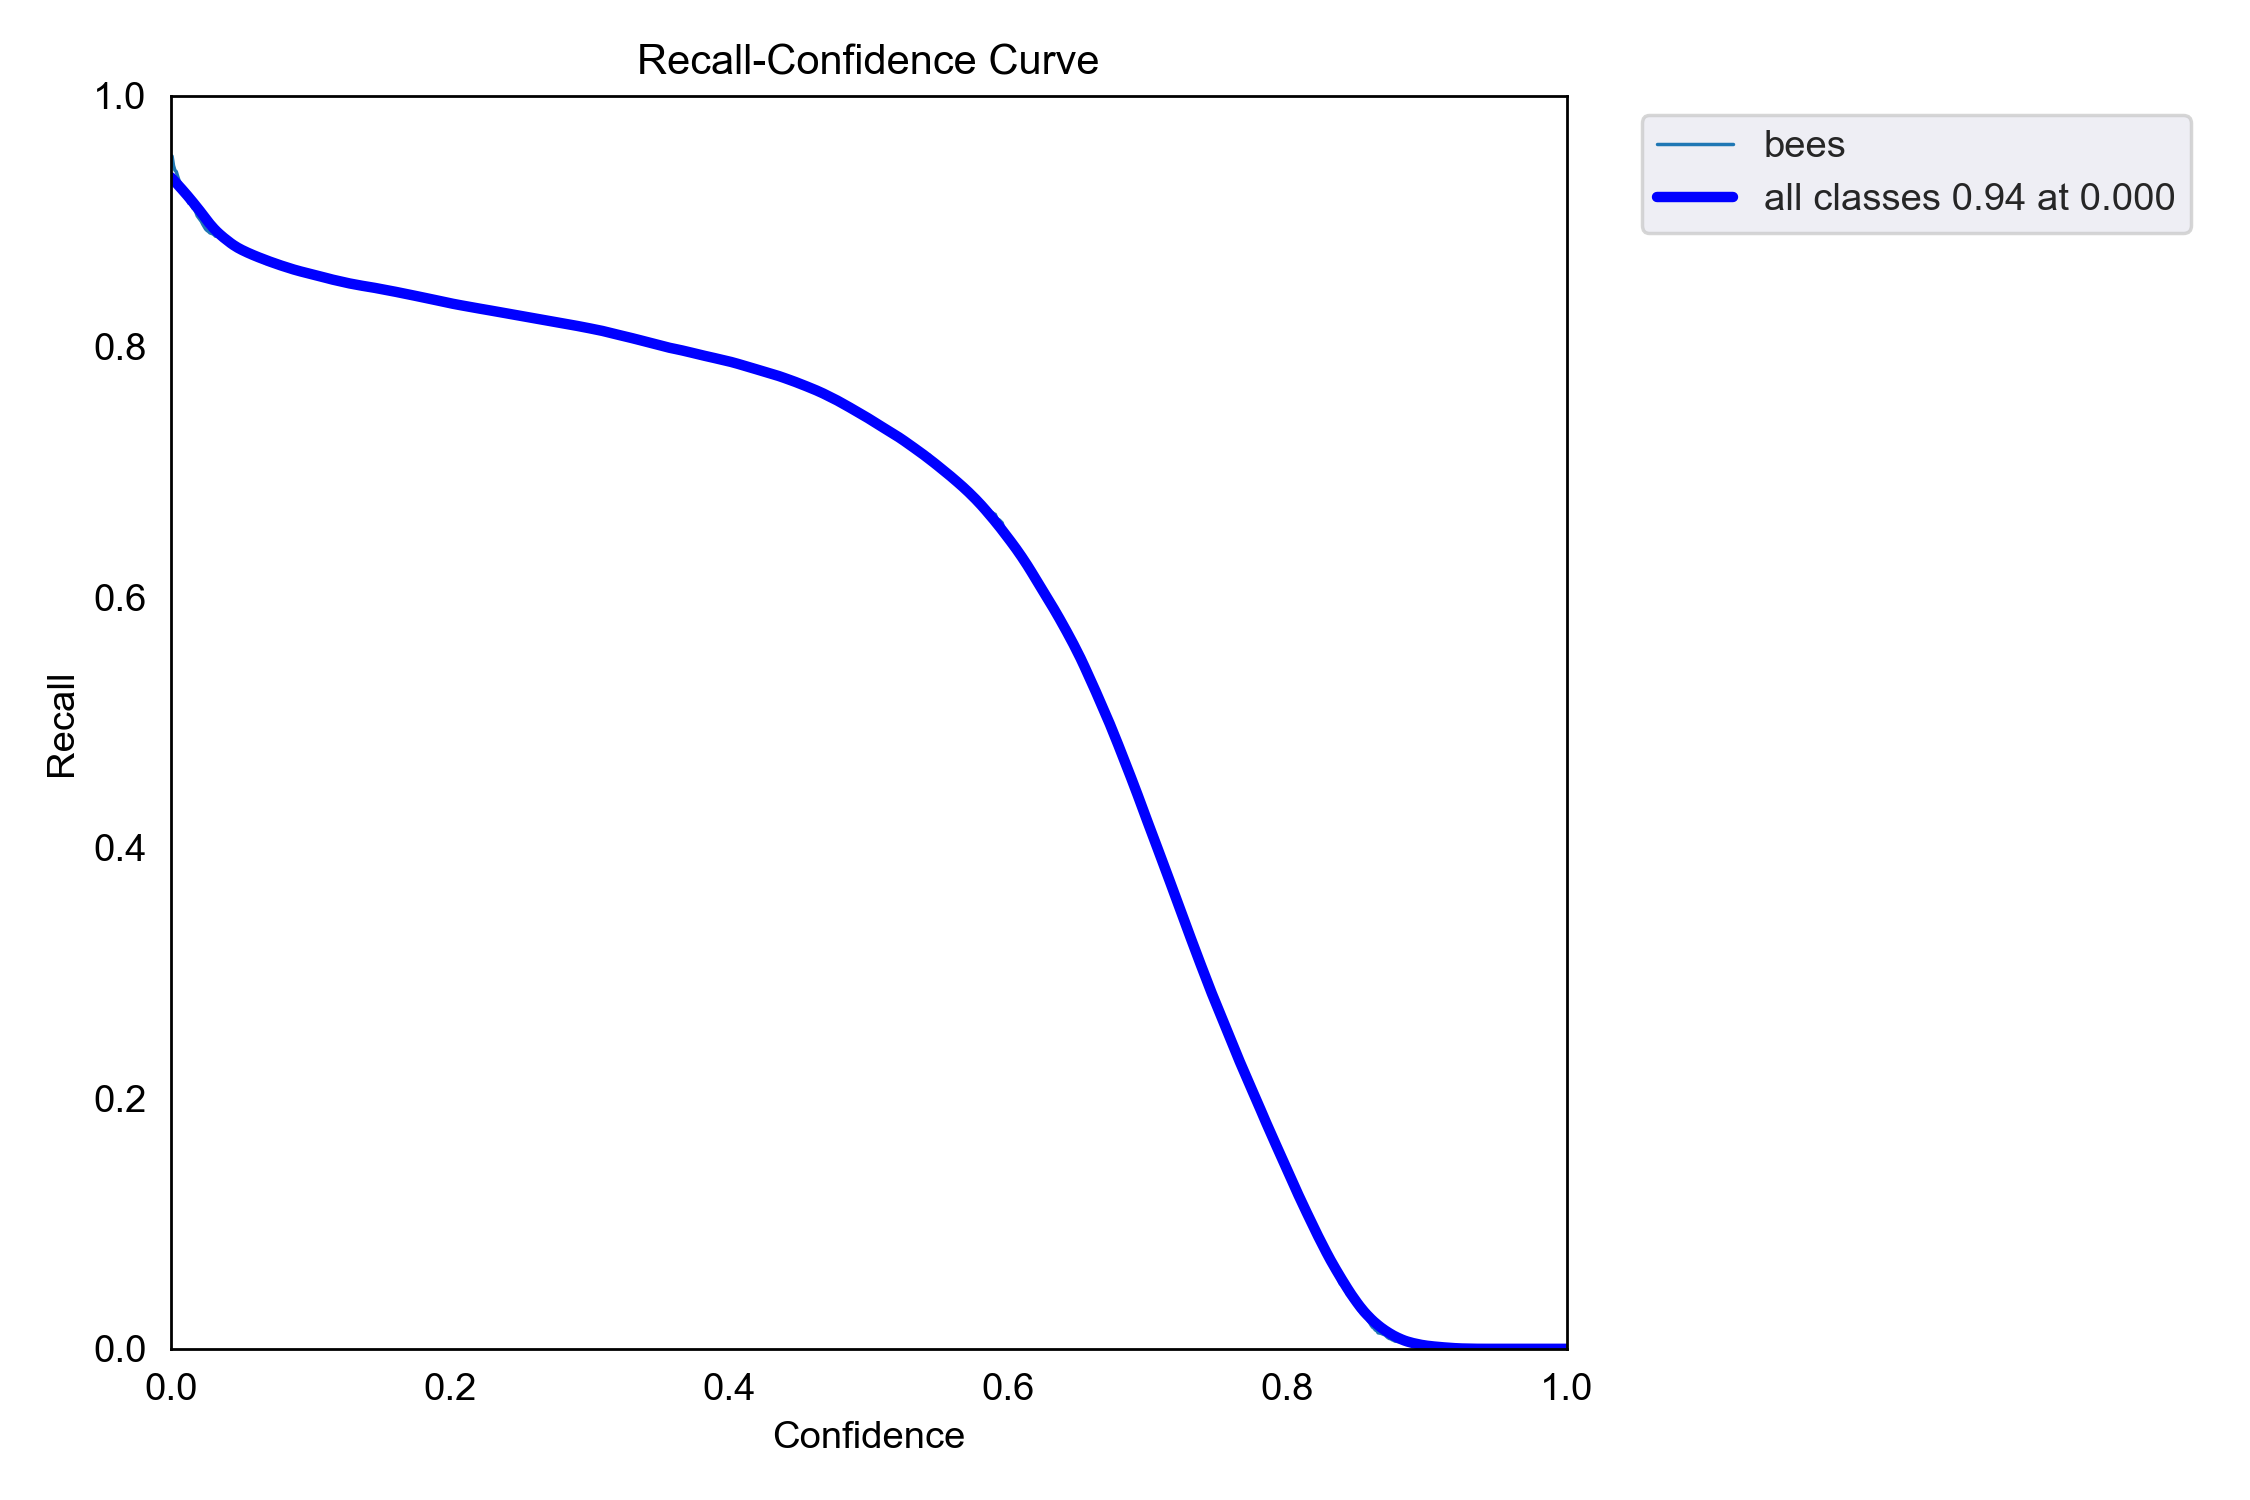 Recall-Confidence Curve
1.0
0.8
0.6
0.4
0.2
0.0
Recall
0.0 0.2 0.4 0.6 0.8 1.0
Confidence
bees
all classes 0.94 at 0.000